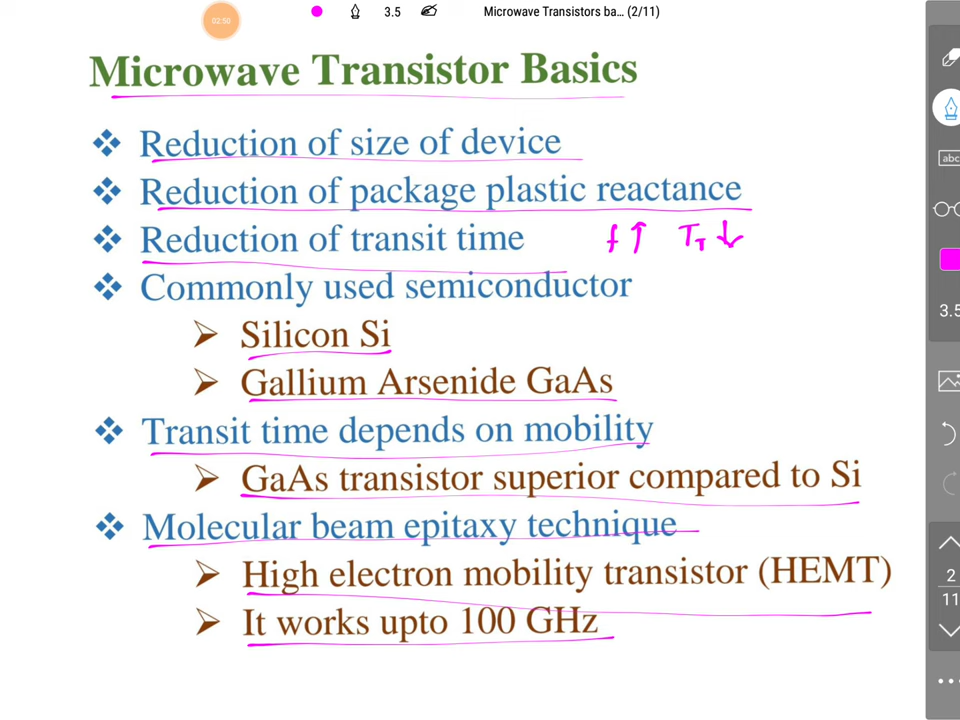 02:50
3.5
Microwave Transistors ba... (2/11)
Microwave Transistor Basics
❖ Reduction of size of device
❖ Reduction of package plastic reactance
❖ Reduction of transit time f↑ T_T↓
❖ Commonly used semiconductor
➢ Silicon Si
➢ Gallium Arsenide GaAs
❖ Transit time depends on mobility
➢ GaAs transistor superior compared to Si
❖ Molecular beam epitaxy technique
➢ High electron mobility transistor (HEMT)
➢ It works upto 100 GHz
abc
3.5
2
11